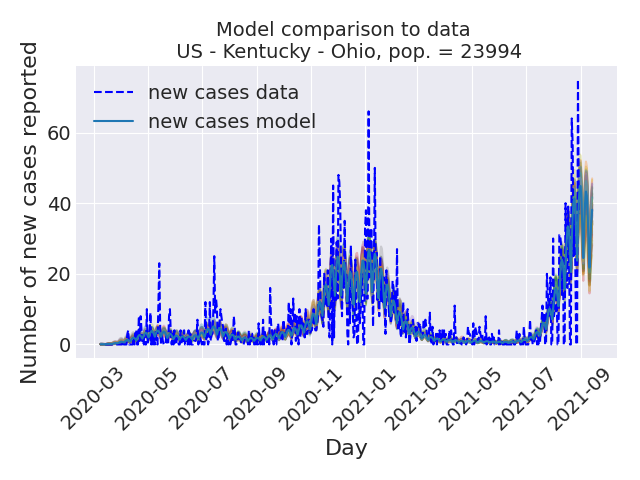 Model comparison to data
US - Kentucky - Ohio, pop. = 23994
Number of new cases reported
60
40
20
0
new cases data
new cases model
2020-03
2020-05
2020-07
2020-09
2020-11
2021-01
2021-03
2021-05
2021-07
2021-09
Day